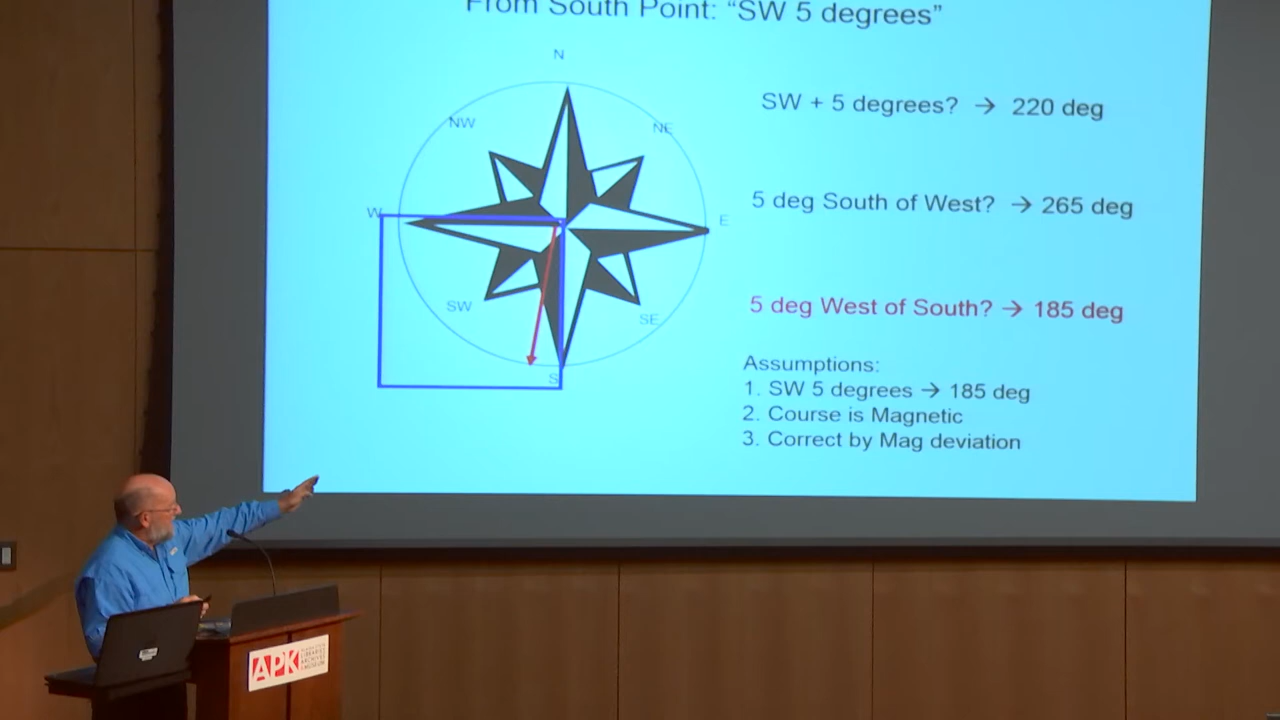 From South Point: “SW 5 degrees”
N
NW
NE
W
E
SW
SE
S
SW + 5 degrees? → 220 deg
5 deg South of West? → 265 deg
5 deg West of South? → 185 deg
Assumptions:
1. SW 5 degrees → 185 deg
2. Course is Magnetic
3. Correct by Mag deviation
APK
LIBRARIES
ARCHIVES